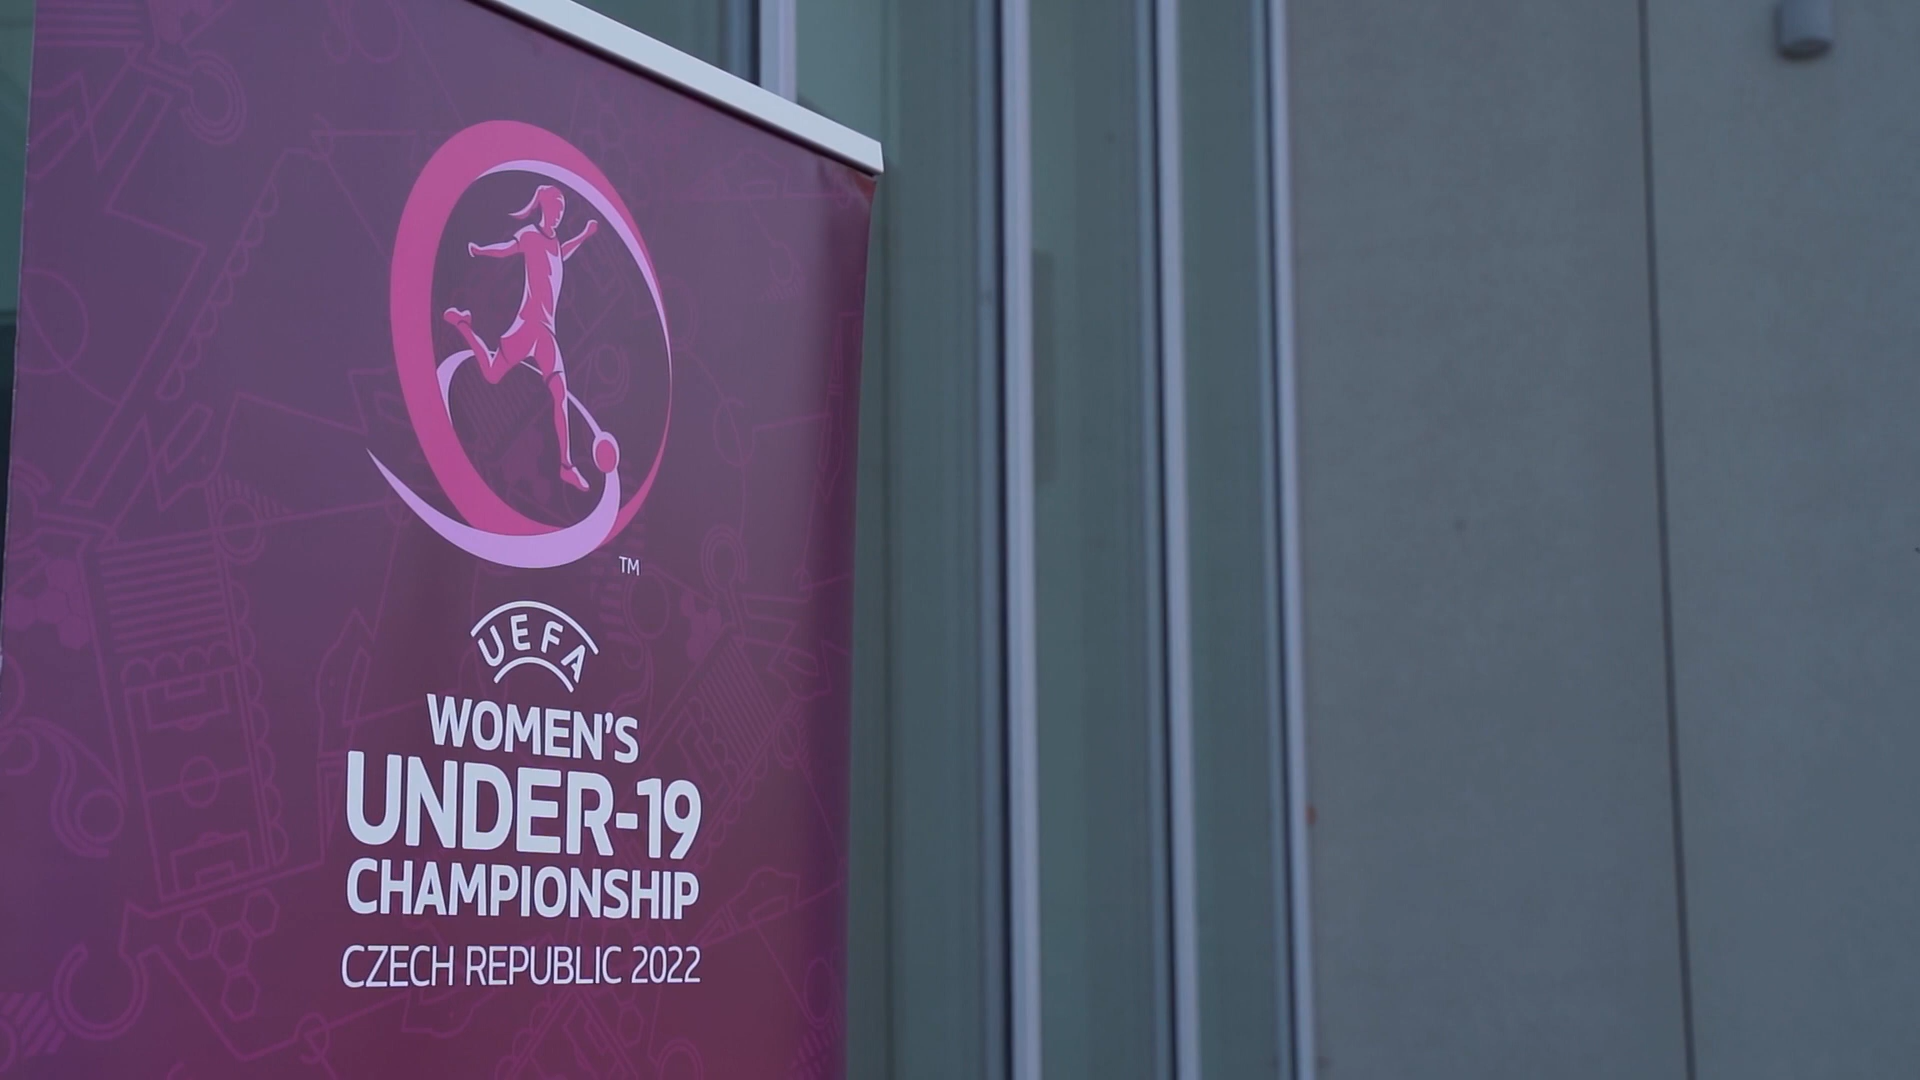 TM
UEFA
WOMEN'S
UNDER-19
CHAMPIONSHIP
CZECH REPUBLIC 2022